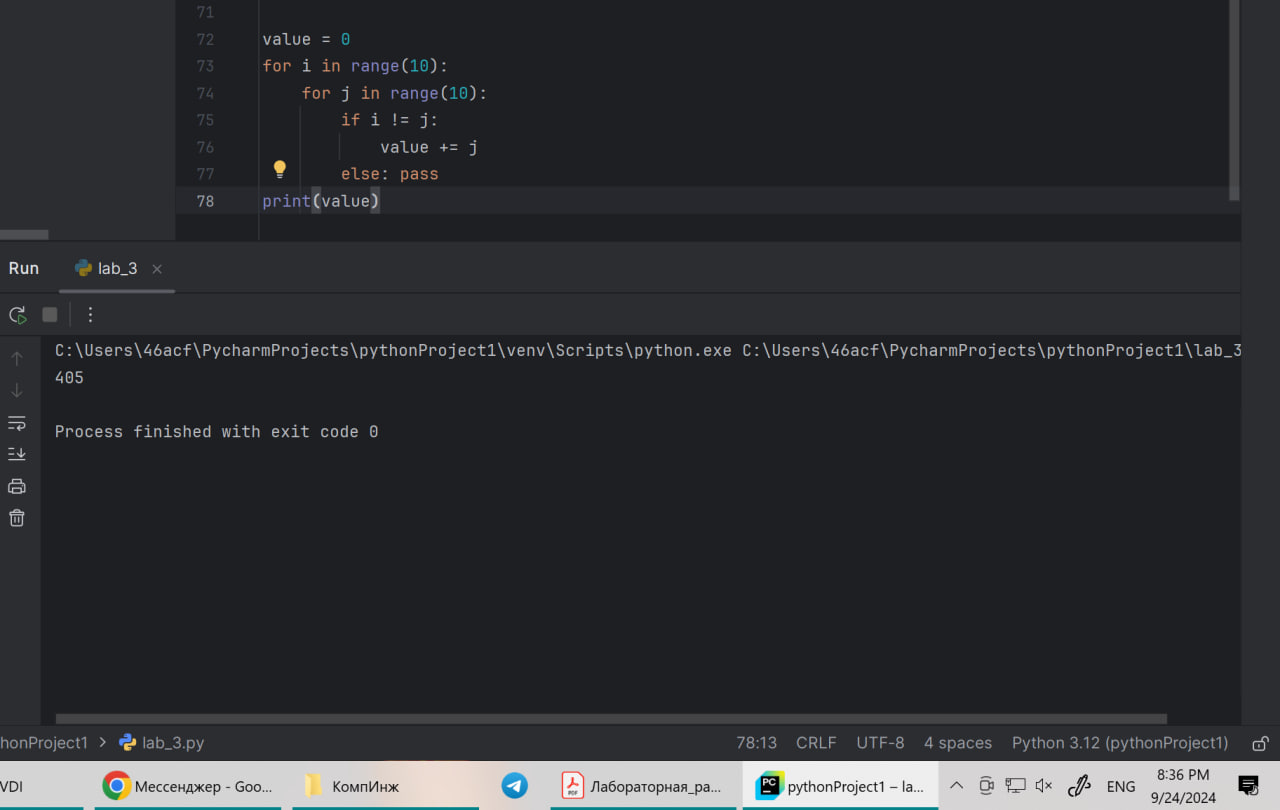 71
72 value = 0
73 for i in range(10):
74     for j in range(10):
75         if i != j:
76             value += j
77         else: pass
78 print(value)
Run lab_3
C:\Users\46acf\PycharmProjects\pythonProject1\venv\Scripts\python.exe C:\Users\46acf\PycharmProjects\pythonProject1\lab_3
405
Process finished with exit code 0
honProject1 > lab_3.py 78:13 CRLF UTF-8 4 spaces Python 3.12 (pythonProject1)
VDI Мессенджер - Goo... КомпИнж PDF Лабораторная_ра... PC pythonProject1 – la... ENG 8:36 PM
9/24/2024